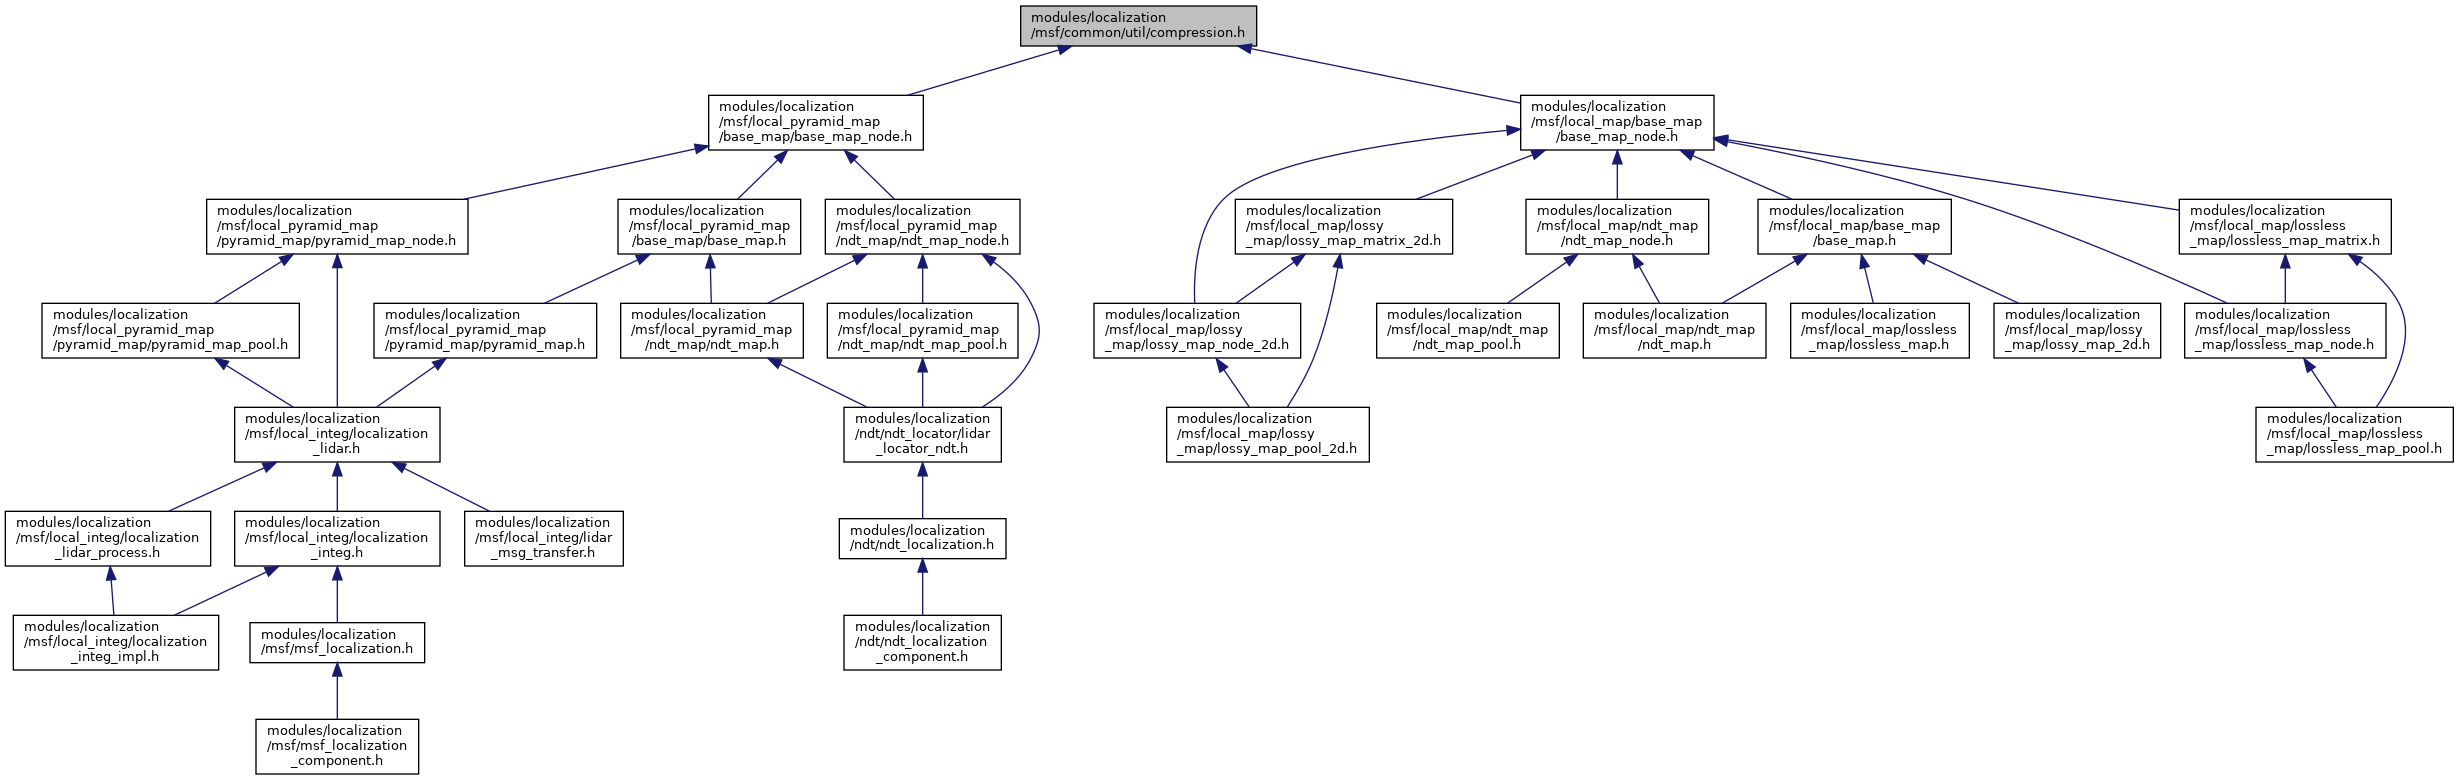 modules/localization
/msf/common/util/compression.h
modules/localization
/msf/local_pyramid_map
/base_map/base_map_node.h
modules/localization
/msf/local_map/base_map
/base_map_node.h
modules/localization
/msf/local_pyramid_map
/pyramid_map/pyramid_map_node.h
modules/localization
/msf/local_pyramid_map
/base_map/base_map.h
modules/localization
/msf/local_pyramid_map
/ndt_map/ndt_map_node.h
modules/localization
/msf/local_map/lossy
_map/lossy_map_matrix_2d.h
modules/localization
/msf/local_map/ndt_map
/ndt_map_node.h
modules/localization
/msf/local_map/base_map
/base_map.h
modules/localization
/msf/local_map/lossless
_map/lossless_map_matrix.h
modules/localization
/msf/local_pyramid_map
/pyramid_map/pyramid_map_pool.h
modules/localization
/msf/local_pyramid_map
/pyramid_map/pyramid_map.h
modules/localization
/msf/local_pyramid_map
/ndt_map/ndt_map.h
modules/localization
/msf/local_pyramid_map
/ndt_map/ndt_map_pool.h
modules/localization
/msf/local_map/lossy
_map/lossy_map_node_2d.h
modules/localization
/msf/local_map/ndt_map
/ndt_map_pool.h
modules/localization
/msf/local_map/ndt_map
/ndt_map.h
modules/localization
/msf/local_map/lossless
_map/lossless_map.h
modules/localization
/msf/local_map/lossy
_map/lossy_map_2d.h
modules/localization
/msf/local_map/lossless
_map/lossless_map_node.h
modules/localization
/msf/local_integ/localization
_lidar.h
modules/localization
/ndt/ndt_locator/lidar
_locator_ndt.h
modules/localization
/msf/local_map/lossy
_map/lossy_map_pool_2d.h
modules/localization
/msf/local_map/lossless
_map/lossless_map_pool.h
modules/localization
/msf/local_integ/localization
_lidar_process.h
modules/localization
/msf/local_integ/localization
_integ.h
modules/localization
/msf/local_integ/lidar
_msg_transfer.h
modules/localization
/ndt/ndt_localization.h
modules/localization
/msf/local_integ/localization
_integ_impl.h
modules/localization
/msf/msf_localization.h
modules/localization
/ndt/ndt_localization
_component.h
modules/localization
/msf/msf_localization
_component.h